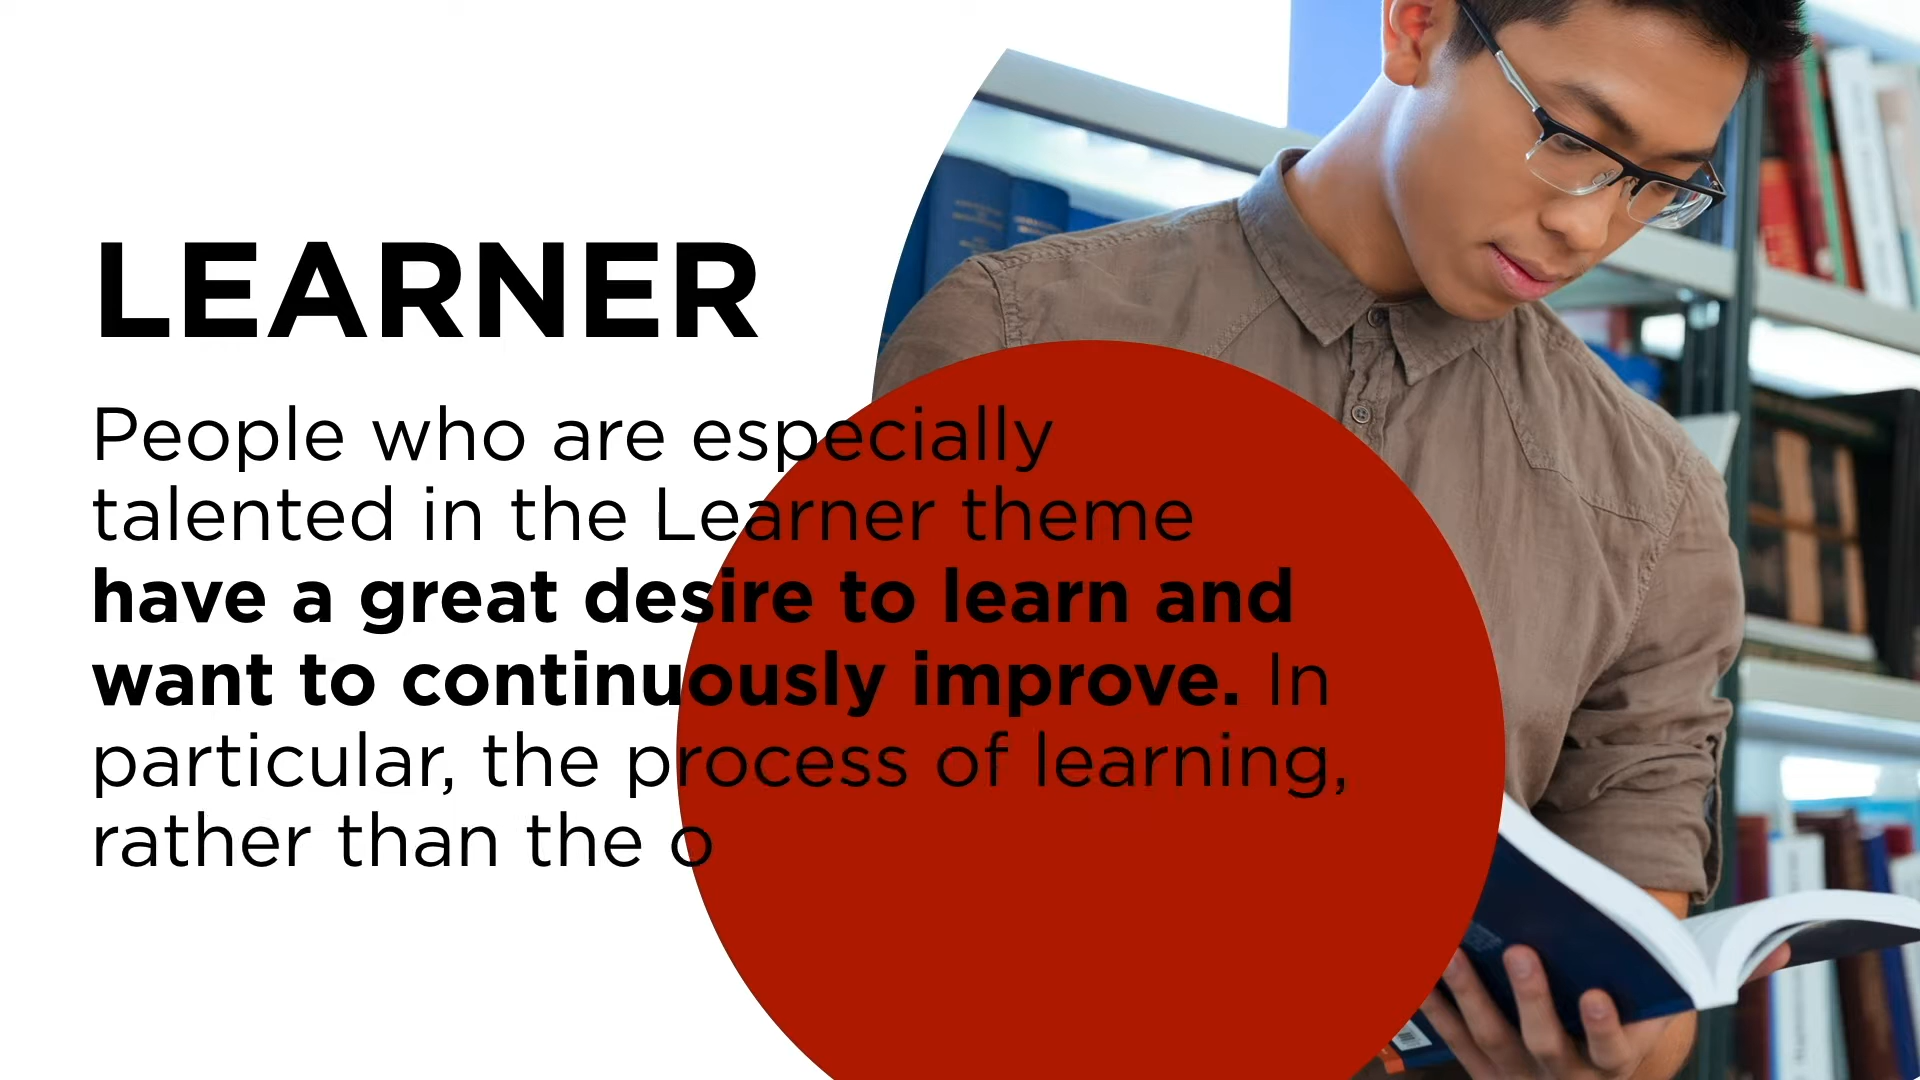 LEARNER
People who are especially
talented in the Learner theme
have a great desire to learn and
want to continuously improve. In
particular, the process of learning,
rather than the o